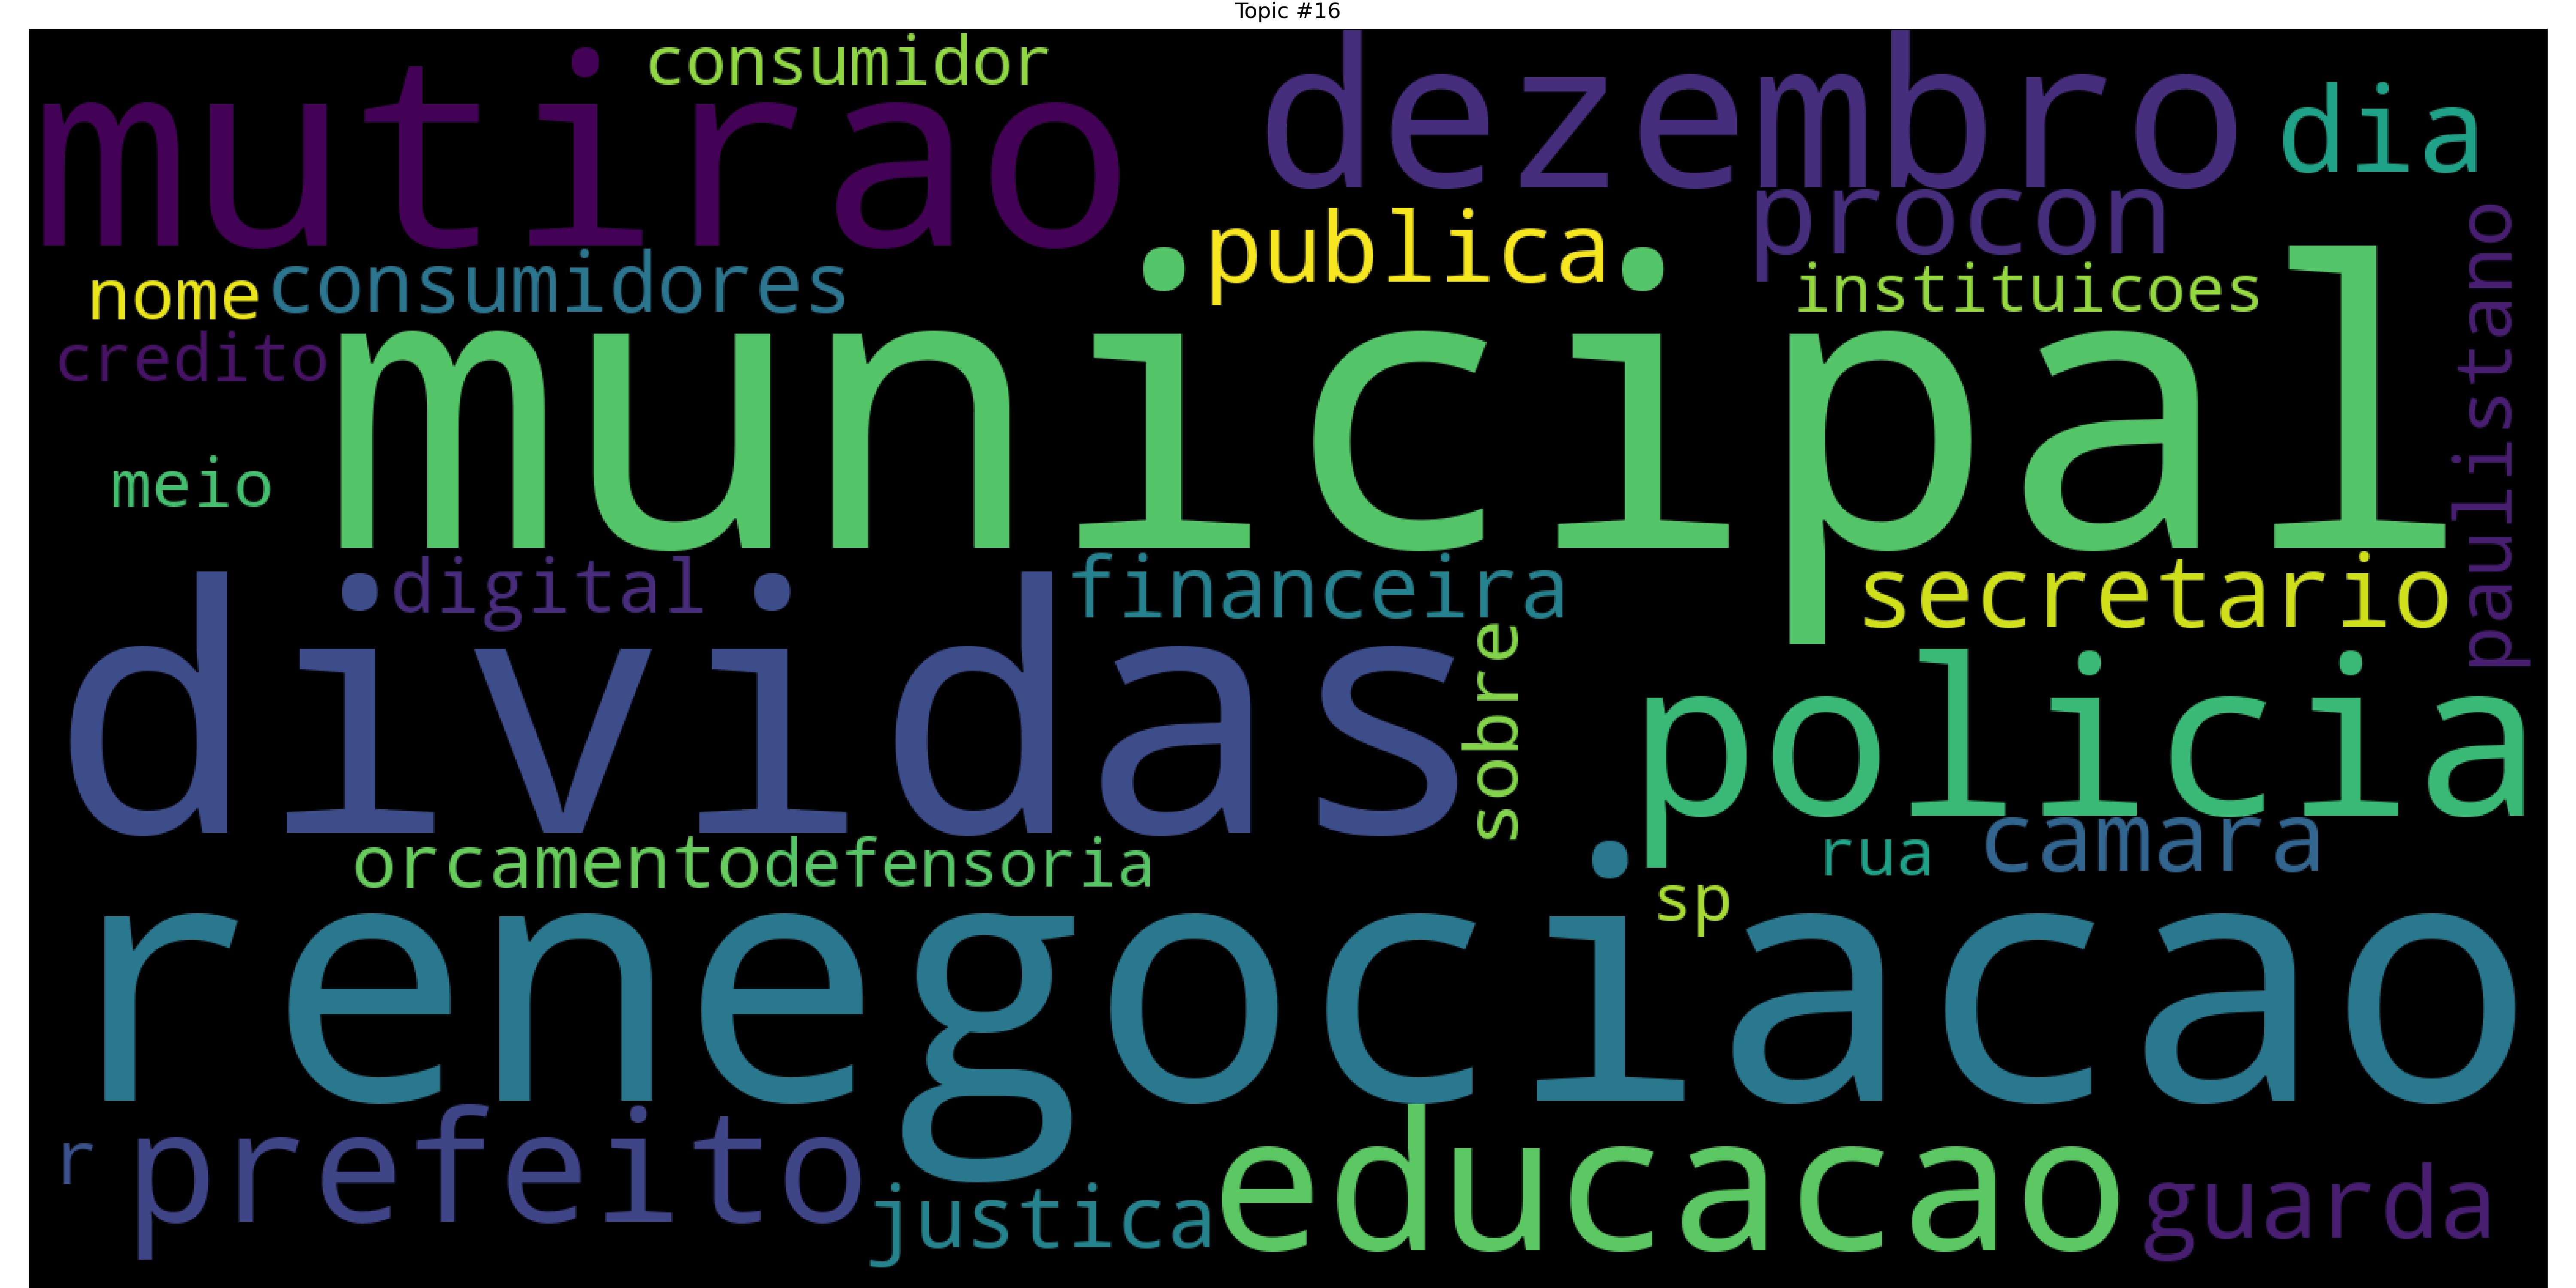 Topic #16
consumidor
mutirao
dezembro
dia
procon
publica
nome
consumidores
instituicoes
paulistano
credito
municipal
meio
digital
financeira
secretario
dividas
sobre
policia
orcamento
defensoria
rua
camara
sp
renegociacao
r
prefeito
justica
educacao
guarda